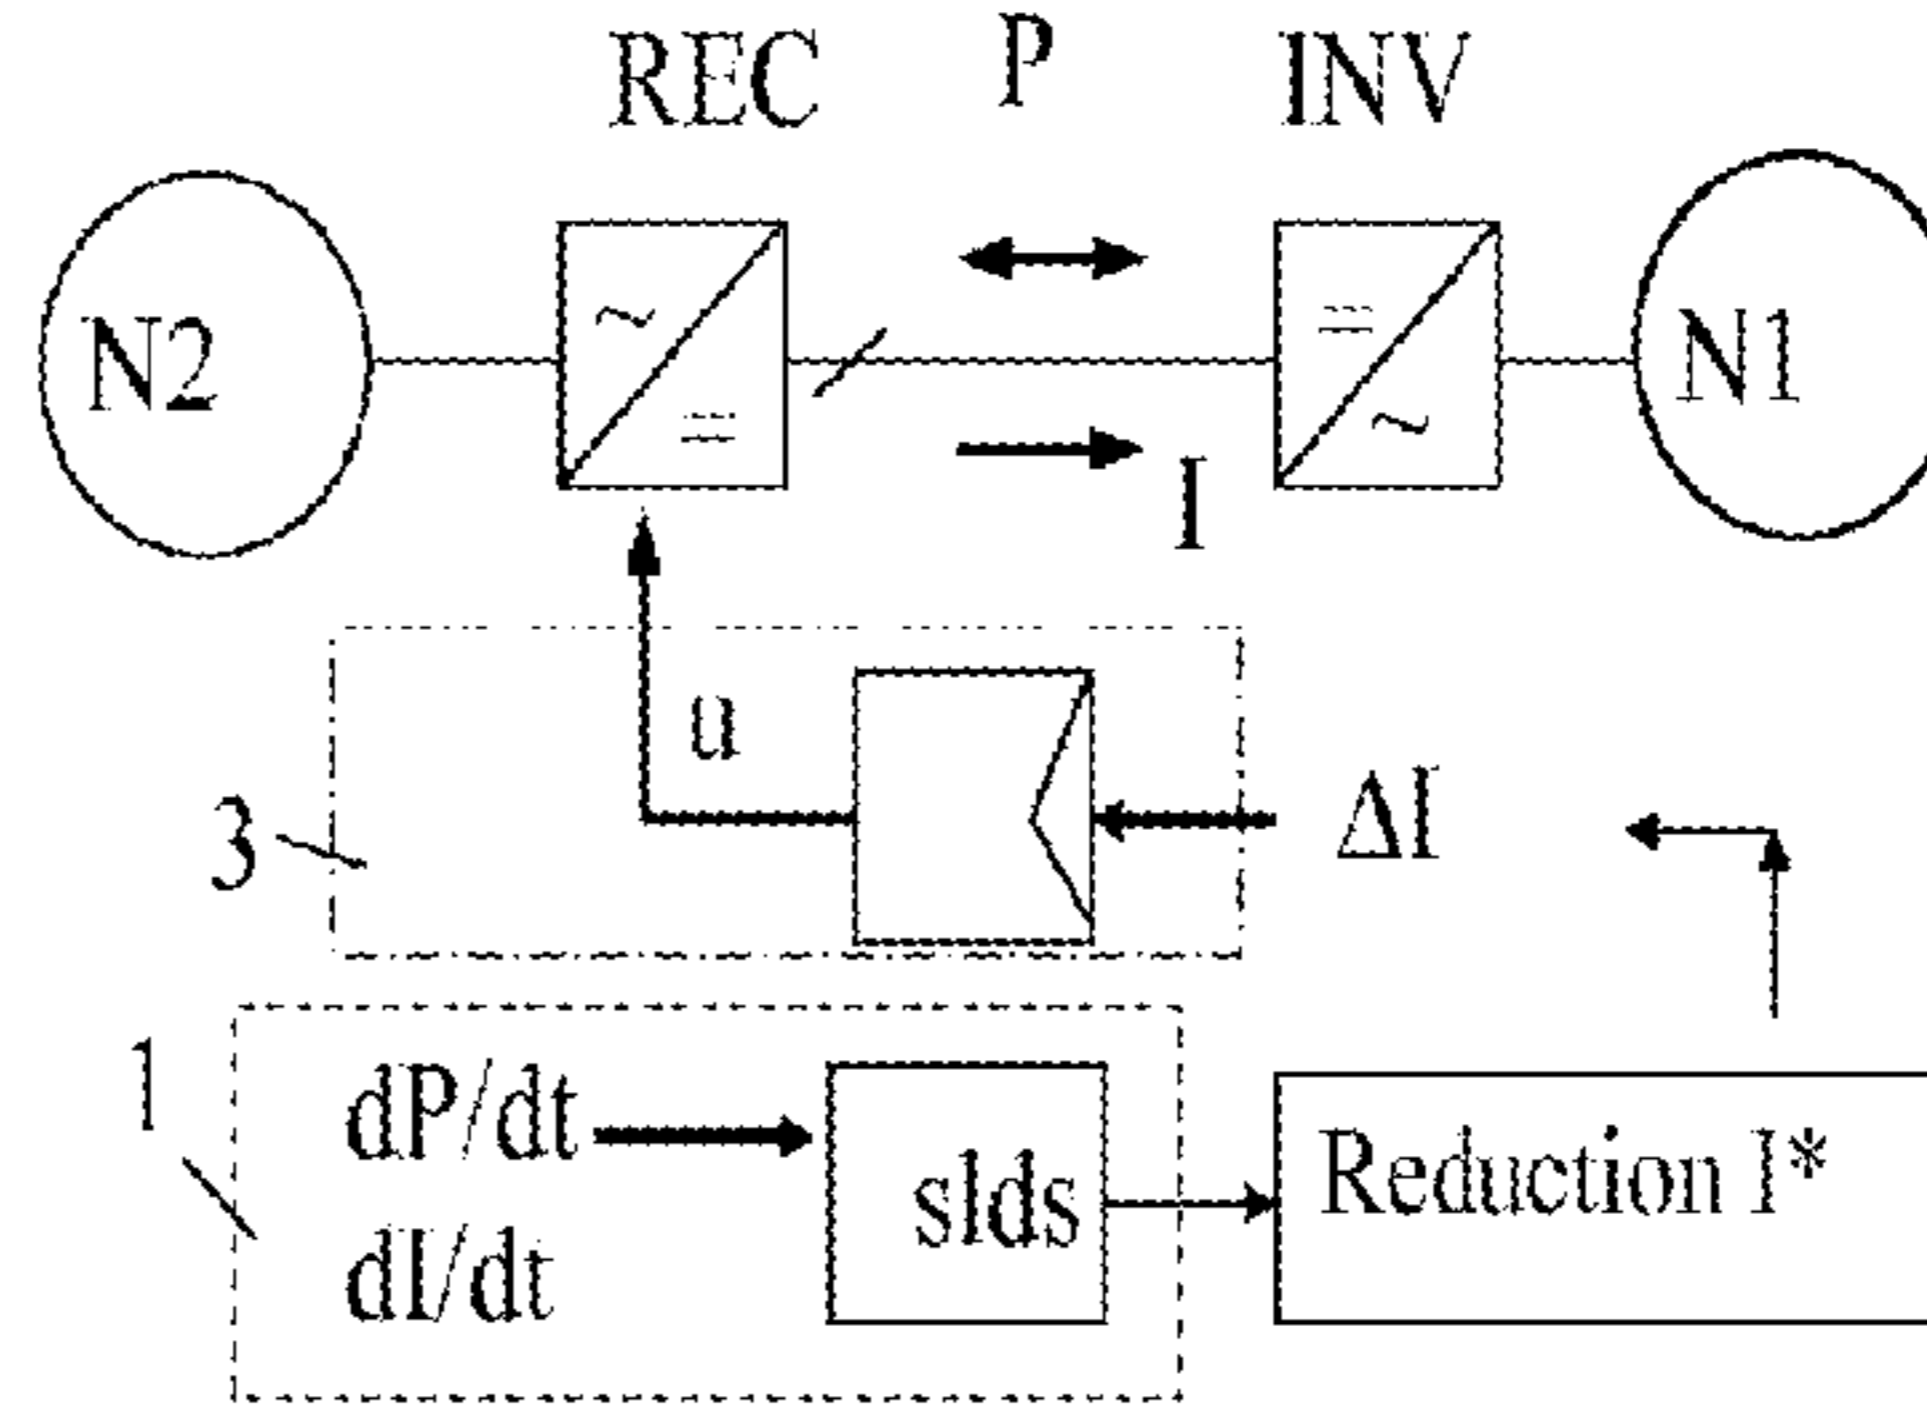 REC P INV
N2 ~ = = ~ N1
I
u
3 ΔI
1 dP/dt slds Reduction I*
dI/dt